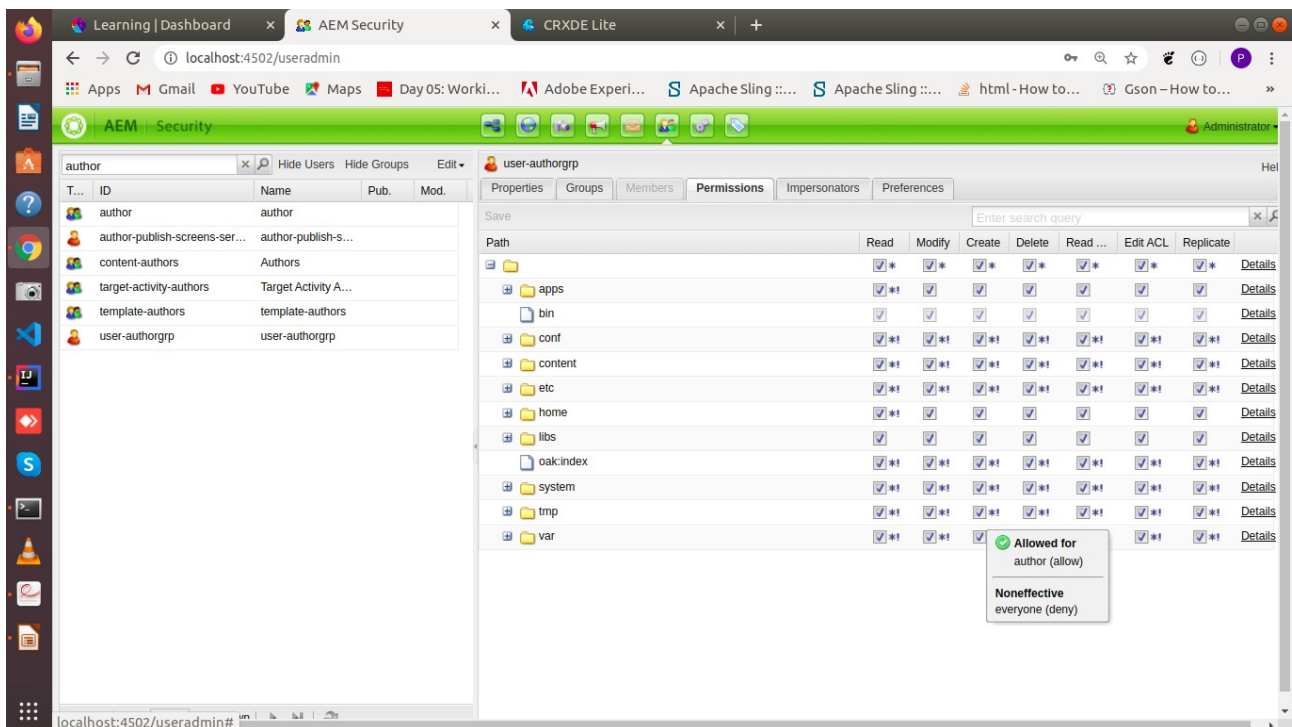 Learning | Dashboard × AEM Security × CRXDE Lite × +
localhost:4502/useradmin P
Apps M Gmail YouTube Maps Day 05: Worki... Adobe Experi... S Apache Sling ::... S Apache Sling ::... html - How to... Gson – How to... »
AEM Security Administrator
author Hide Users Hide Groups Edit
T... ID Name Pub. Mod.
author author
author-publish-screens-ser... author-publish-s...
content-authors Authors
target-activity-authors Target Activity A...
template-authors template-authors
user-authorgrp user-authorgrp
user-authorgrp
Hel
Properties Groups Members Permissions Impersonators Preferences
Save Enter search query
Path Read Modify Create Delete Read ... Edit ACL Replicate
* * * * * * * Details
apps *! Details
bin Details
conf *! *! *! *! *! *! *! Details
content *! *! *! *! *! *! *! Details
etc *! *! *! *! *! *! *! Details
home *! Details
libs Details
oak:index *! *! *! *! *! *! *! Details
system *! *! *! *! *! *! *! Details
tmp *! *! *! *! *! *! *! Details
var *! *! *! *! Details
Allowed for
author (allow)
Noneffective
everyone (deny)
localhost:4502/useradmin#